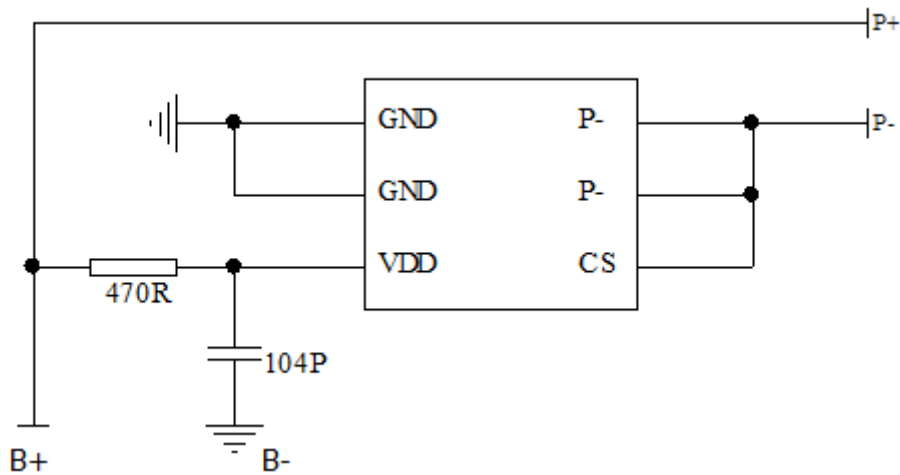 P+
GND P- P-
GND P-
VDD CS
470R
104P
B+ B-